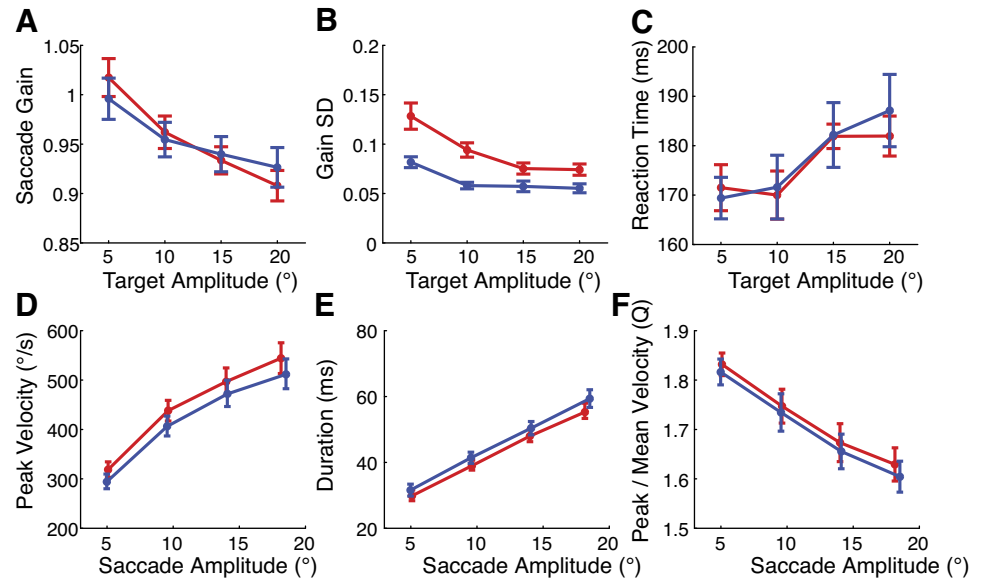 A
Saccade Gain
1.05
1
0.95
0.9
0.85
5 10 15 20
Target Amplitude (°)
B
Gain SD
0.2
0.15
0.1
0.05
0
5 10 15 20
Target Amplitude (°)
C
Reaction Time (ms)
200
190
180
170
160
5 10 15 20
Target Amplitude (°)
D
Peak Velocity (°/s)
600
500
400
300
200
5 10 15 20
Saccade Amplitude (°)
E
Duration (ms)
80
60
40
20
5 10 15 20
Saccade Amplitude (°)
F
Peak / Mean Velocity (Q)
1.9
1.8
1.7
1.6
1.5
5 10 15 20
Saccade Amplitude (°)